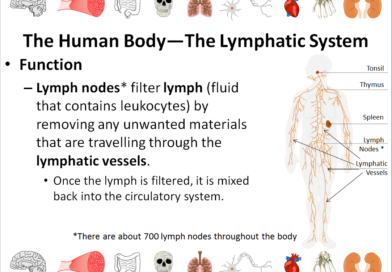 The Human Body—The Lymphatic System
• Function
– Lymph nodes* filter lymph (fluid
that contains leukocytes) by
removing any unwanted materials
that are travelling through the
lymphatic vessels.
• Once the lymph is filtered, it is mixed
back into the circulatory system.
Tonsil
Thymus
Spleen
Lymph
Nodes *
Lymphatic
Vessels
*There are about 700 lymph nodes throughout the body